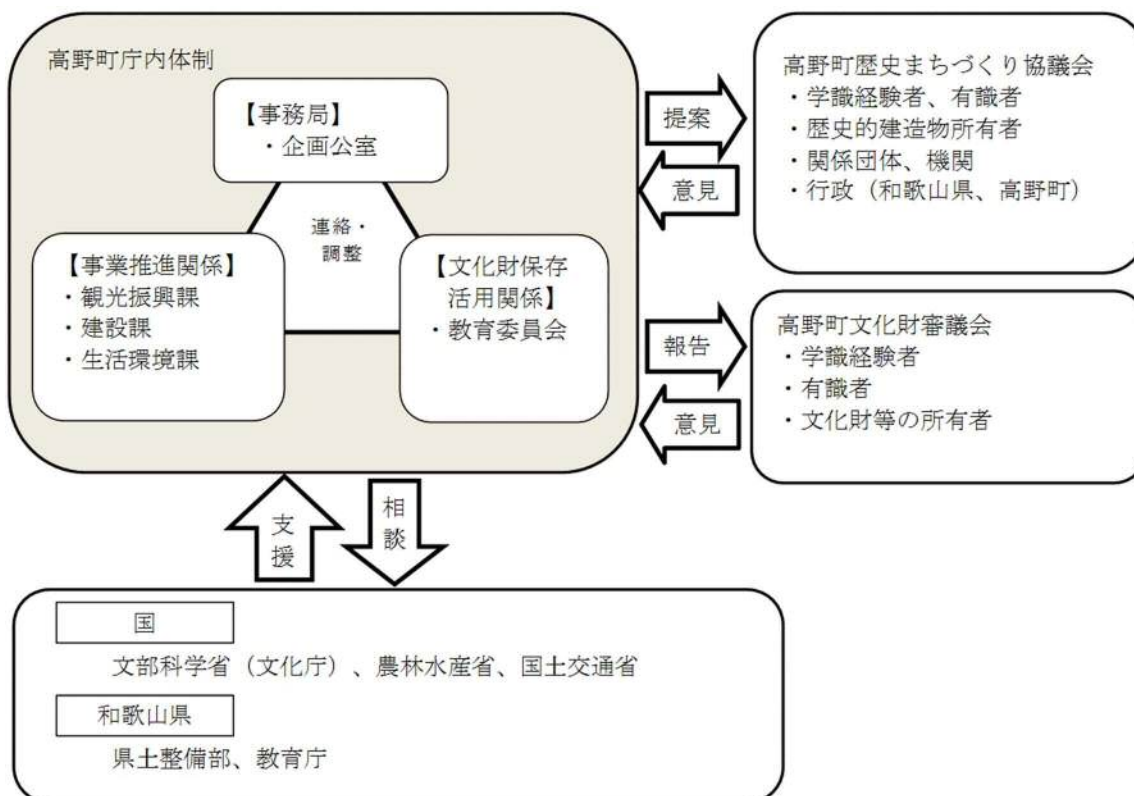 高野町庁内体制
【事務局】
・企画公室
連絡・
調整
【事業推進関係】
・観光振興課
・建設課
・生活環境課
【文化財保存
活用関係】
・教育委員会
提案
意見
高野町歴史まちづくり協議会
・学識経験者、有識者
・歴史的建造物所有者
・関係団体、機関
・行政（和歌山県、高野町）
報告
意見
高野町文化財審議会
・学識経験者
・有識者
・文化財等の所有者
支援
相談
国
文部科学省（文化庁）、農林水産省、国土交通省
和歌山県
県土整備部、教育庁